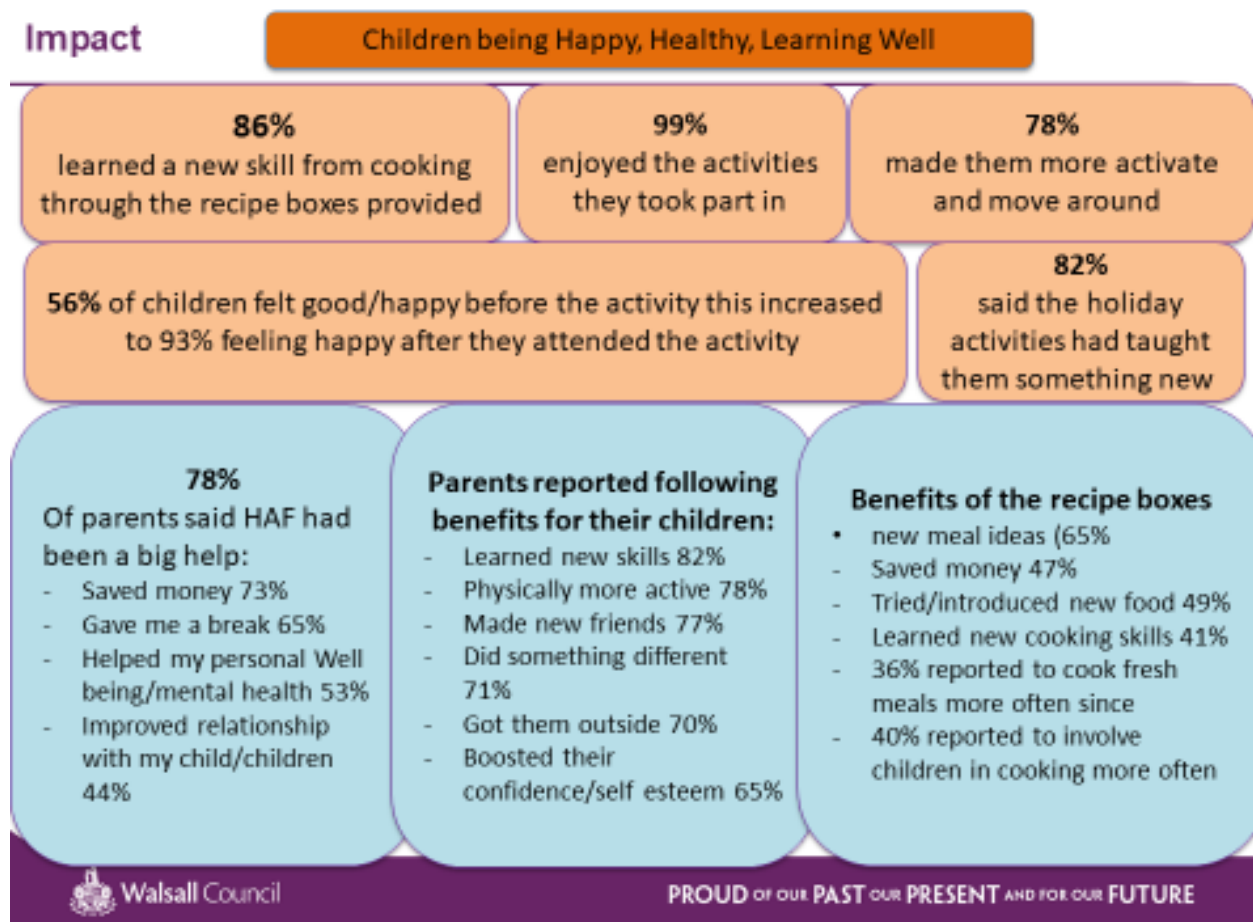 Impact
Children being Happy, Healthy, Learning Well
86%
learned a new skill from cooking
through the recipe boxes provided
99%
enjoyed the activities
they took part in
78%
made them more activate
and move around
56% of children felt good/happy before the activity this increased
to 93% feeling happy after they attended the activity
82%
said the holiday
activities had taught
them something new
78%
Of parents said HAF had
been a big help:
- Saved money 73%
- Gave me a break 65%
- Helped my personal Well
being/mental health 53%
- Improved relationship
with my child/children
44%
Parents reported following
benefits for their children:
- Learned new skills 82%
- Physically more active 78%
- Made new friends 77%
- Did something different
71%
- Got them outside 70%
- Boosted their
confidence/self esteem 65%
Benefits of the recipe boxes
• new meal ideas (65%
- Saved money 47%
- Tried/introduced new food 49%
- Learned new cooking skills 41%
- 36% reported to cook fresh
meals more often since
- 40% reported to involve
children in cooking more often
Walsall Council
PROUD OF OUR PAST OUR PRESENT AND FOR OUR FUTURE